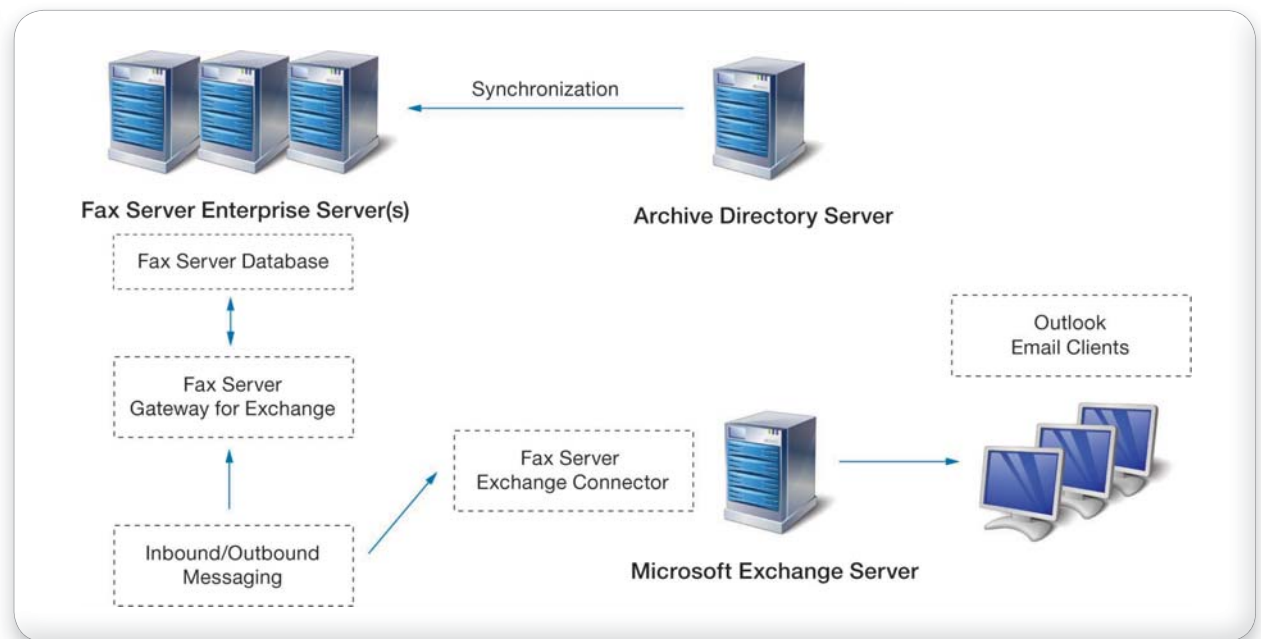 Synchronization
Fax Server Enterprise Server(s)
Archive Directory Server
Fax Server Database
Outlook
Email Clients
Fax Server
Gateway for Exchange
Fax Server
Exchange Connector
Inbound/Outbound
Messaging
Microsoft Exchange Server